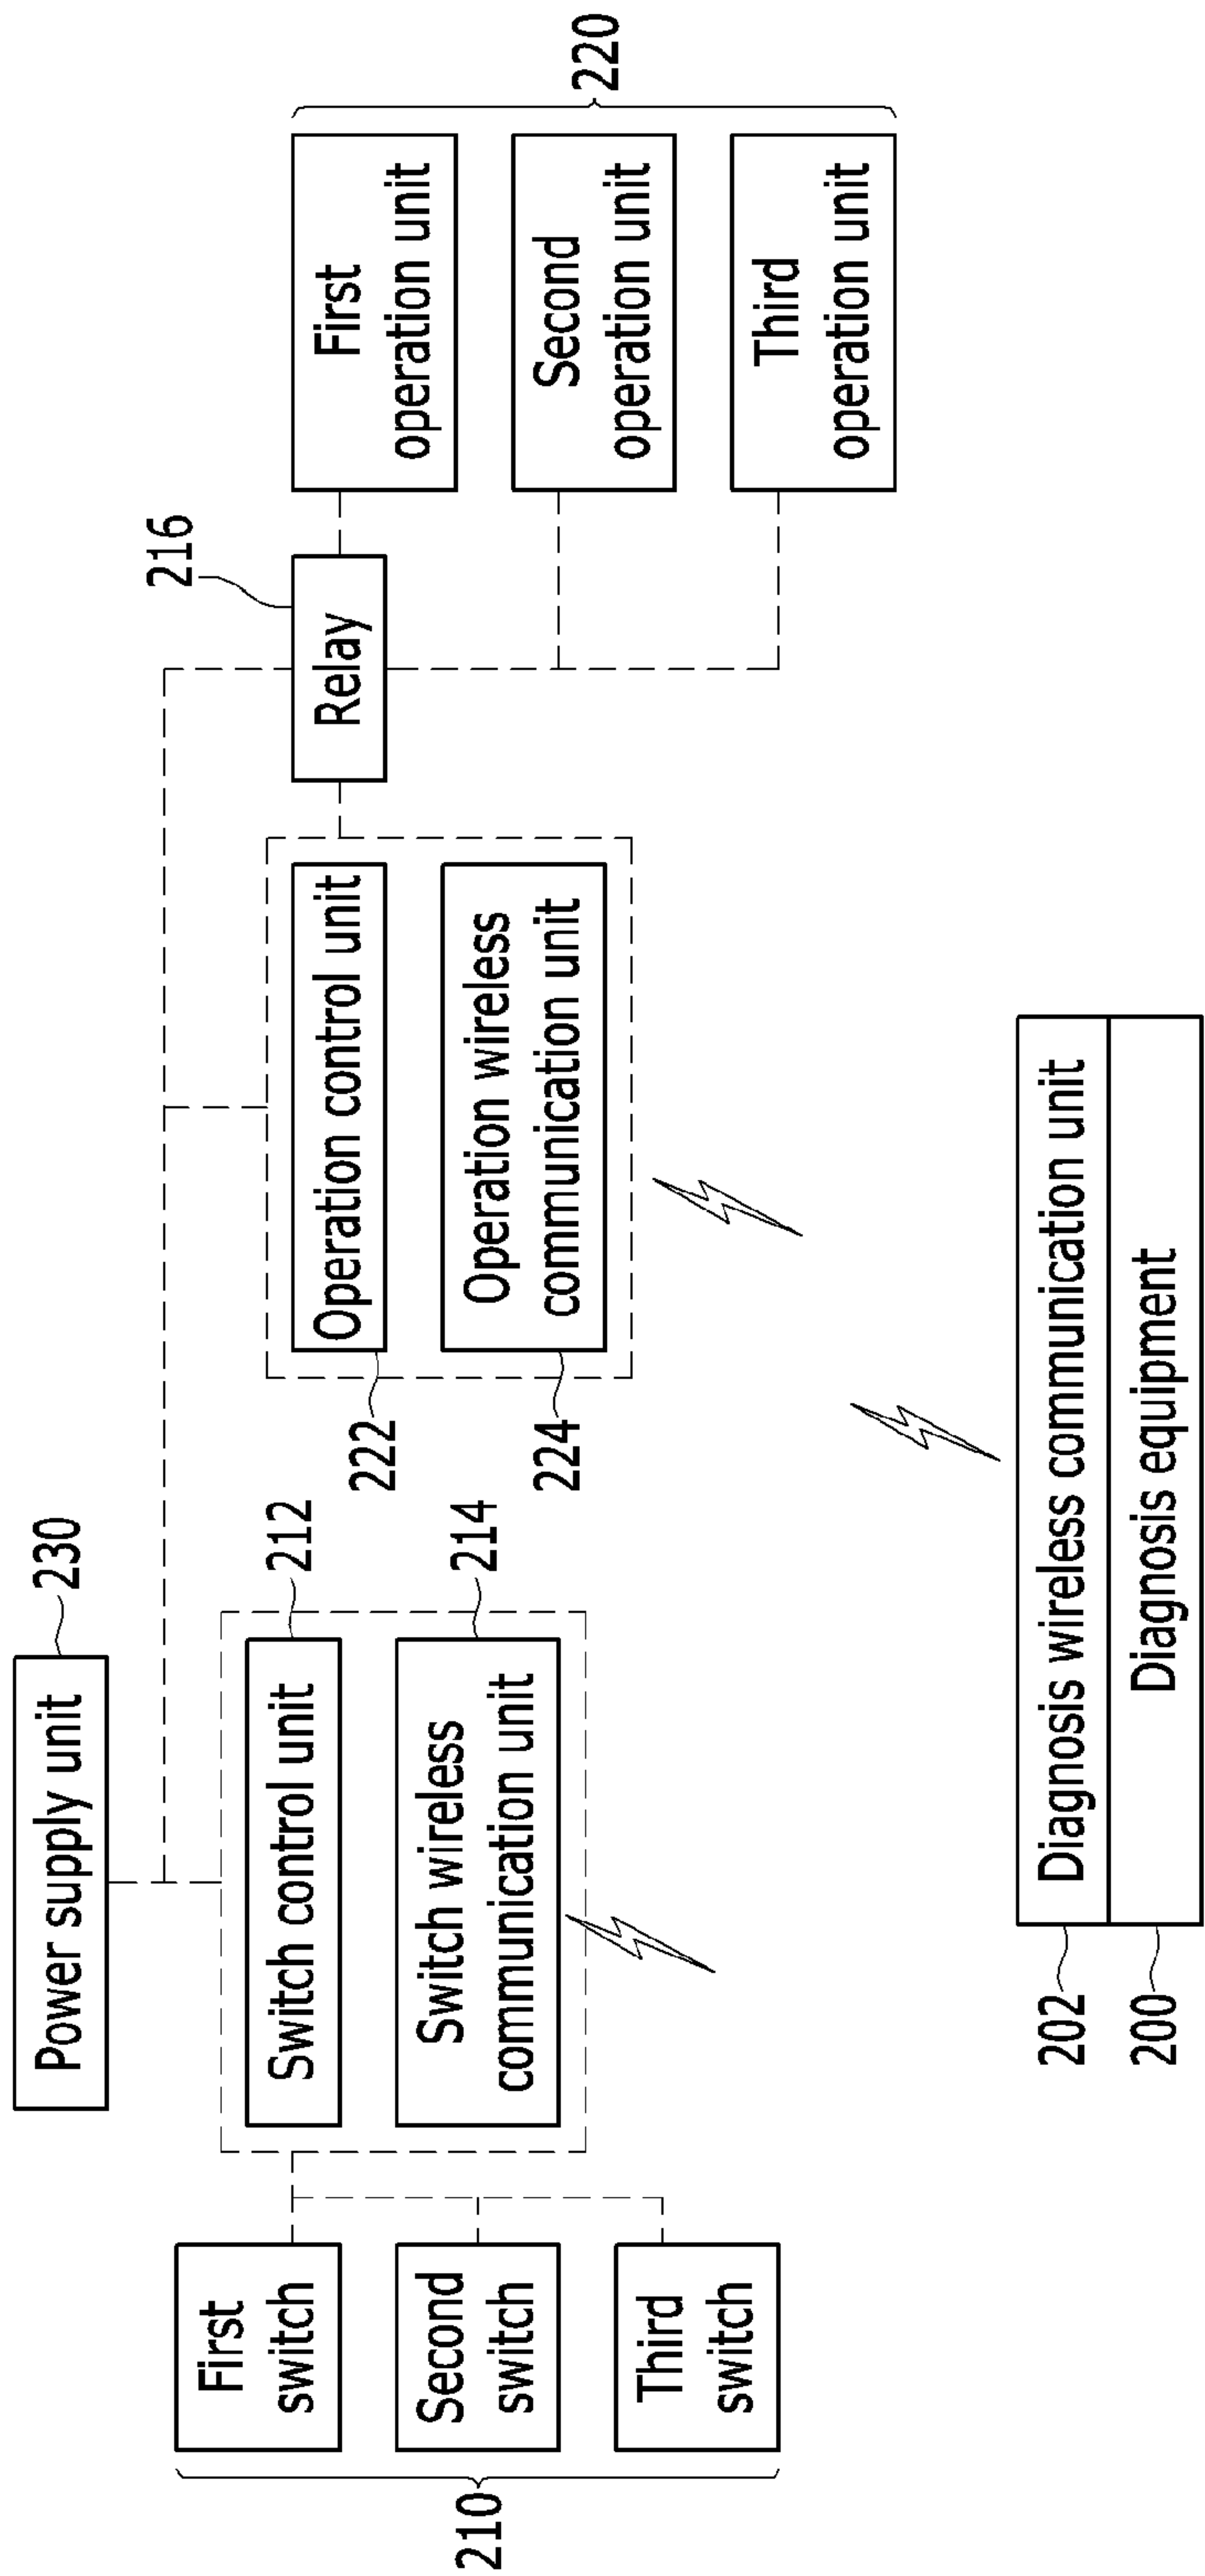 Power supply unit
230
First
switch
Second
switch
Third
switch
210
Switch control unit
212
Switch wireless
communication unit
214
Operation control unit
222
Operation wireless
communication unit
224
Relay
216
First
operation unit
Second
operation unit
Third
operation unit
220
Diagnosis wireless communication unit
202
Diagnosis equipment
200